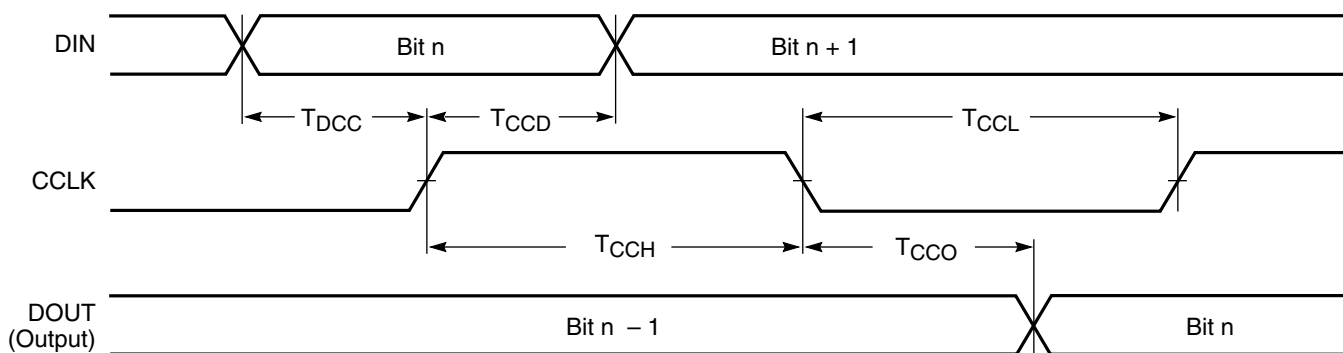 DIN
Bit n
Bit n + 1
TDCC
TCCD
TCCL
CCLK
TCCH
TCCO
DOUT
(Output)
Bit n – 1
Bit n